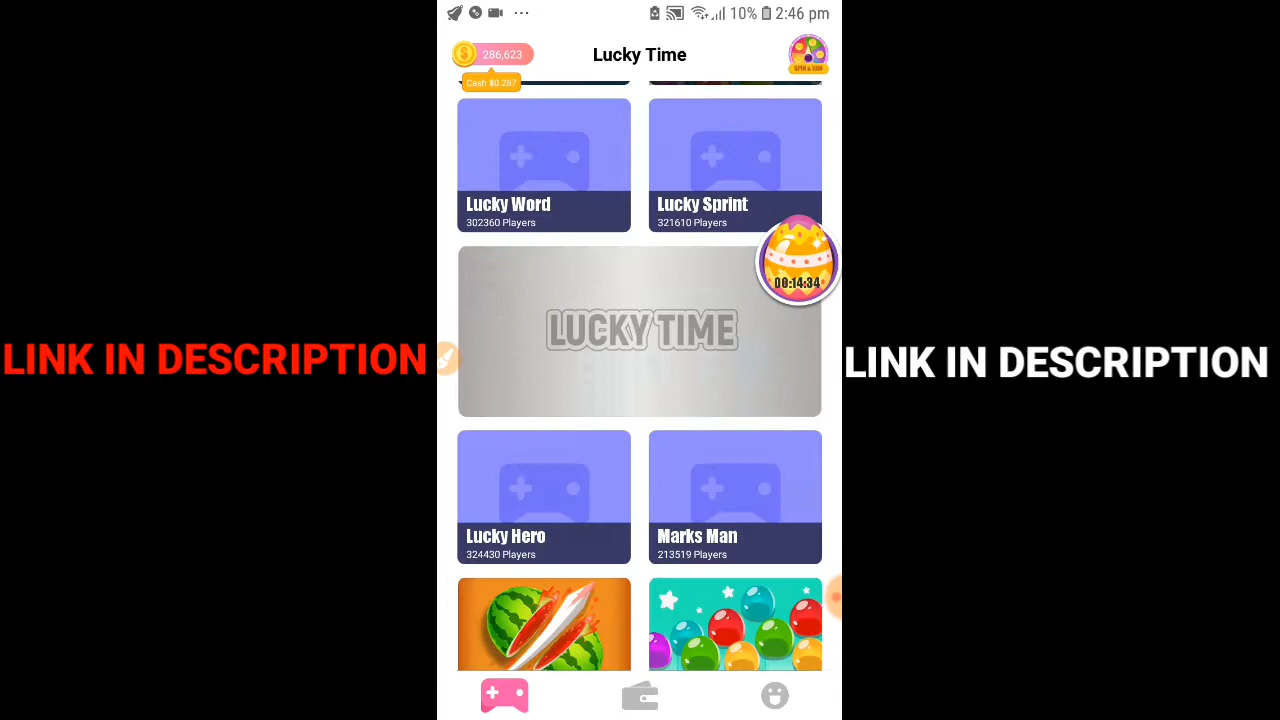 10% 2:46 pm
286,623
Lucky Time
SPIN & WIN
Cash $0.287
Lucky Word
302360 Players
Lucky Sprint
321610 Players
00:14:34
LUCKY TIME
LINK IN DESCRIPTION
LINK IN DESCRIPTION
Lucky Hero
324430 Players
Marks Man
213519 Players